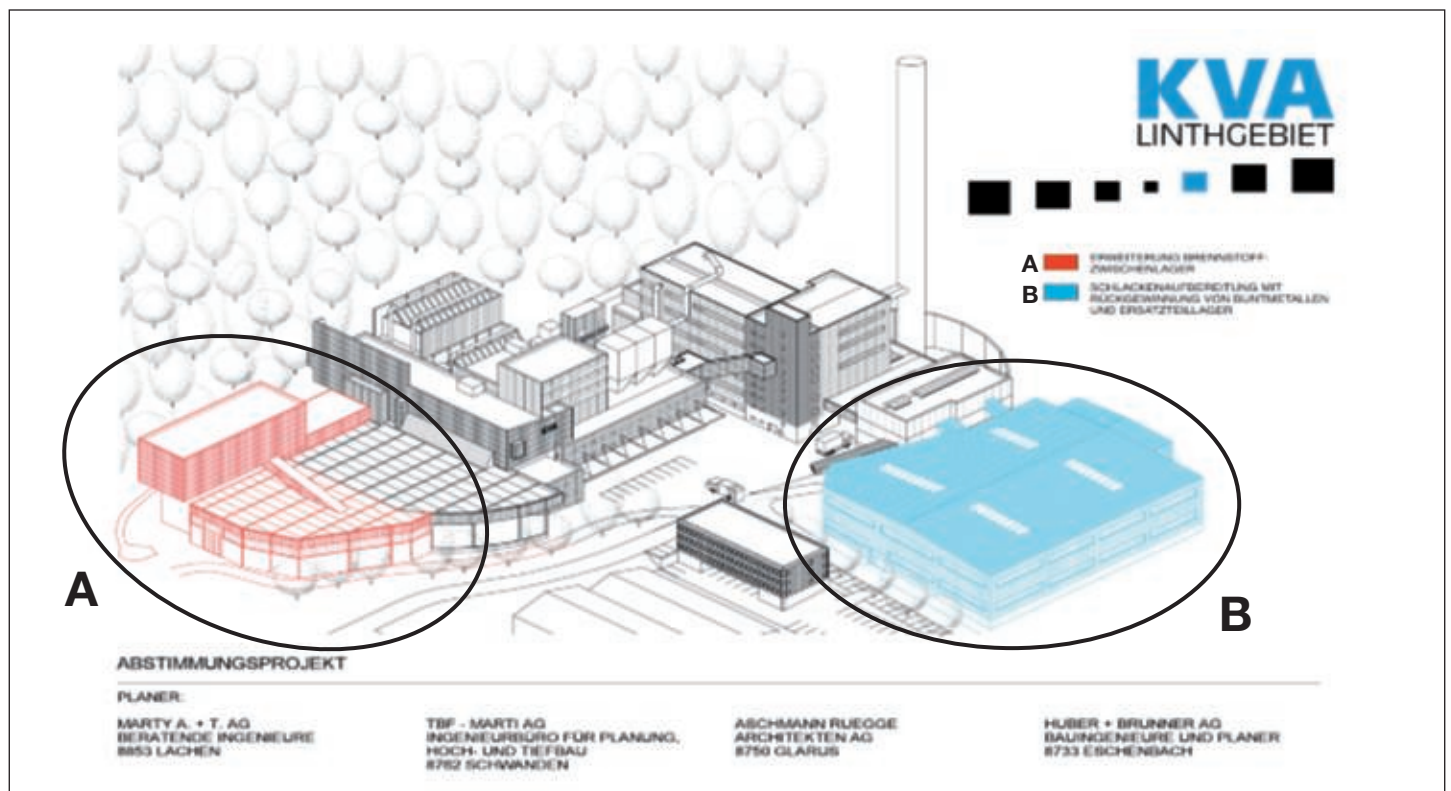 KVA
LINTHGEBIET
A ERWEITERUNG BRENNSTOFF-
ZWISCHENLAGER
B SCHLACKENAUFBEREITUNG MIT
RÜCKGEWINNUNG VON BUNTMETALLEN
UND ERSATZTEILLAGER
A
B
ABSTIMMUNGSPROJEKT
PLANER:
MARTY A. + T. AG
BERATENDE INGENIEURE
8853 LACHEN
TBF - MARTI AG
INGENIEURBÜRO FÜR PLANUNG,
HOCH- UND TIEFBAU
8762 SCHWANDEN
ASCHMANN RUEGGE
ARCHITEKTEN AG
8750 GLARUS
HUBER + BRUNNER AG
BAUINGENIEURE UND PLANER
8733 ESCHENBACH